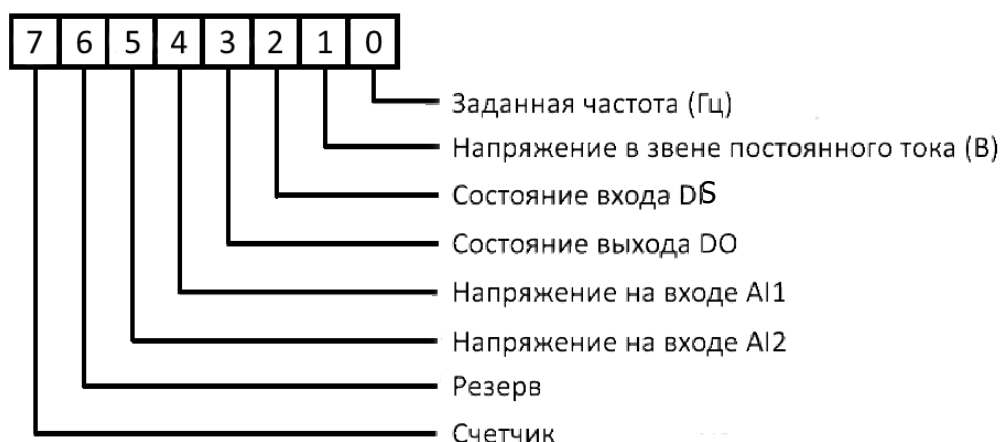 7 6 5 4 3 2 1 0
Заданная частота (Гц)
Напряжение в звене постоянного тока (В)
Состояние входа DIS
Состояние выхода DO
Напряжение на входе AI1
Напряжение на входе AI2
Резерв
Счетчик